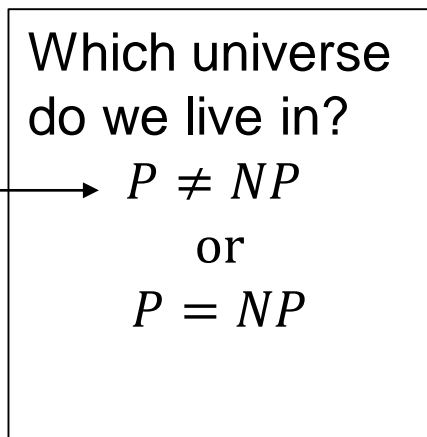 Which universe
do we live in?
P ≠ NP
or
P = NP